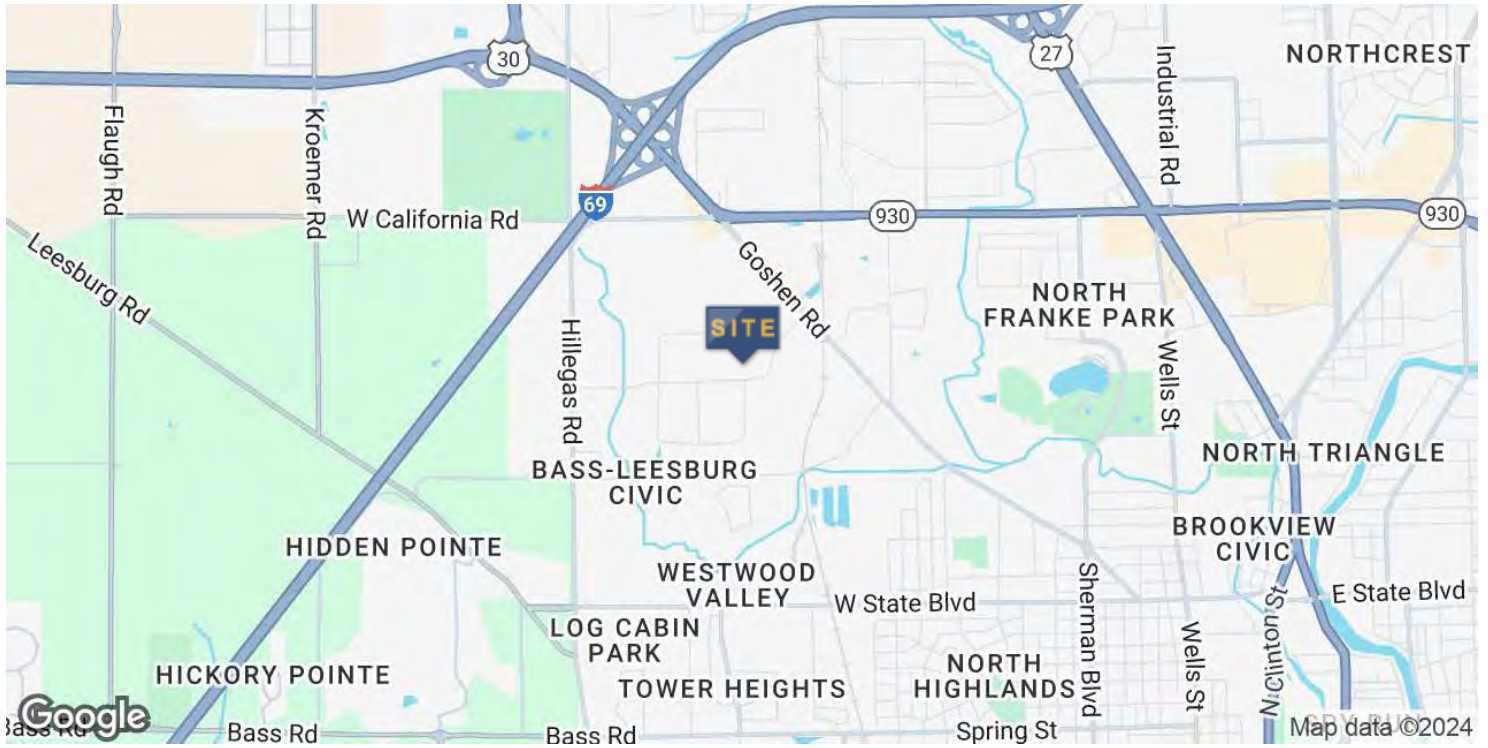 30
27
NORTHCREST
Industrial Rd
Flaugh Rd
Kroemer Rd
69
W California Rd
930
930
Leesburg Rd
Goshen Rd
NORTH
FRANKE PARK
SITE
Hillegas Rd
Wells St
BASS-LEESBURG
CIVIC
NORTH TRIANGLE
BROOKVIEW
CIVIC
HIDDEN POINTE
WESTWOOD
VALLEY
W State Blvd
Sherman Blvd
E State Blvd
LOG CABIN
PARK
Wells St
N Clinton St
HICKORY POINTE
TOWER HEIGHTS
NORTH
HIGHLANDS
Google
Bass Rd
Bass Rd
Bass Rd
Spring St
Map data ©2024